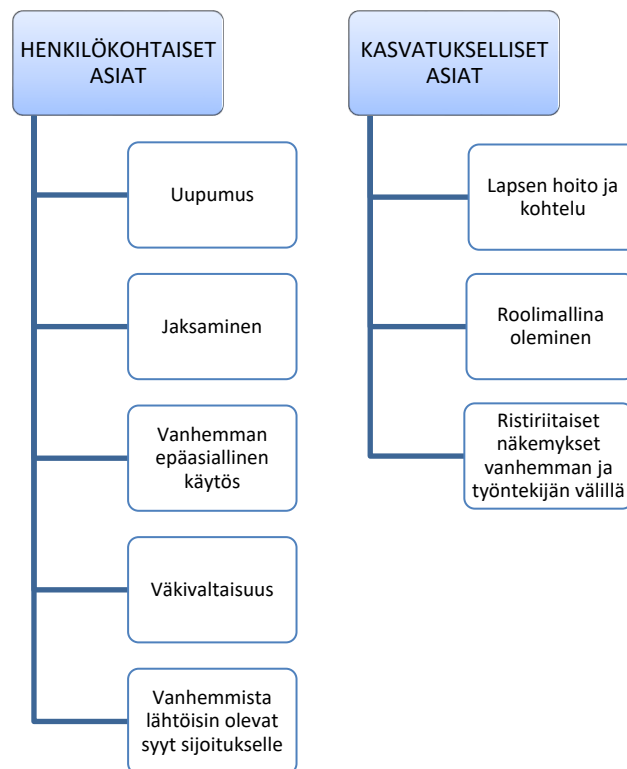 HENKILÖKOHTAISET
ASIAT
Uupumus
Jaksaminen
Vanhemman
epäasiallinen
käytös
Väkivaltaisuus
Vanhemmista
lähtöisin olevat
syyt sijoitukselle
KASVATUKSELLISET
ASIAT
Lapsen hoito ja
kohtelu
Roolimallina
oleminen
Ristiriitaiset
näkemykset
vanhemman ja
työntekijän välillä